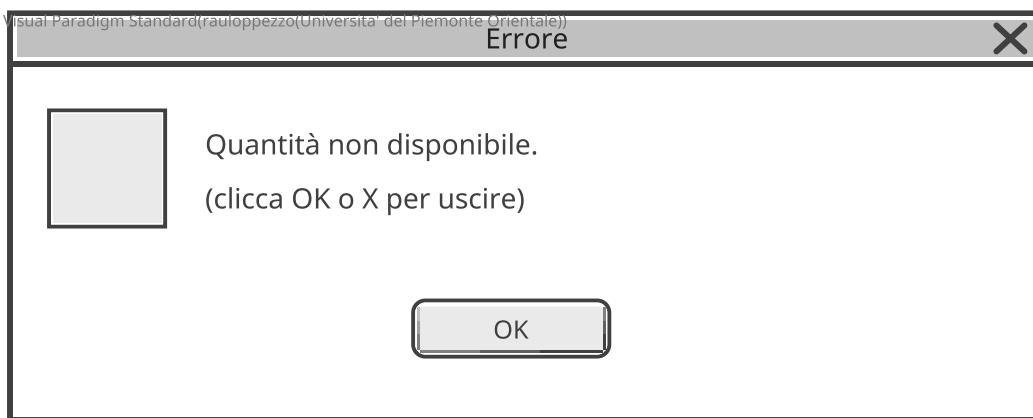 Visual Paradigm Standard(rauloppezzo(Universita' del Piemonte Orientale))
Errore
Quantità non disponibile.
(clicca OK o X per uscire)
OK